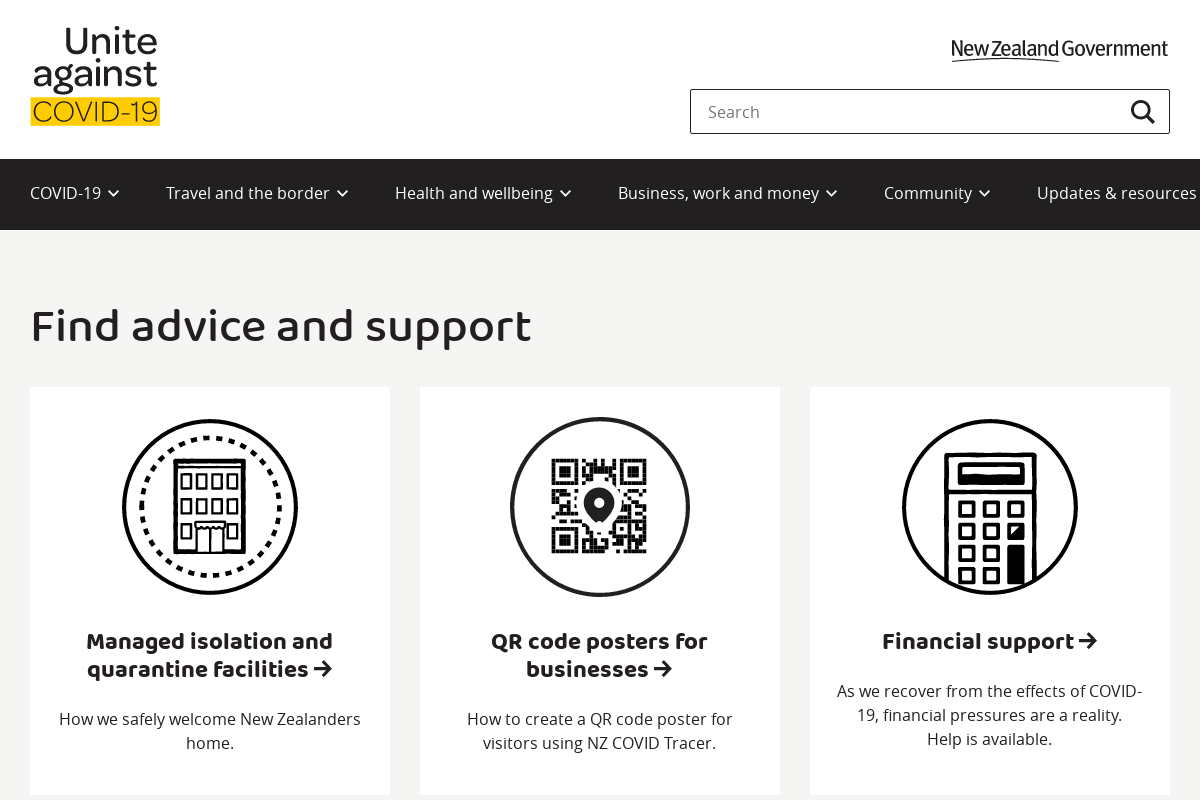 Unite
against
COVID-19
New Zealand Government
Search
COVID-19
Travel and the border
Health and wellbeing
Business, work and money
Community
Updates & resources
Find advice and support
Managed isolation and
quarantine facilities →
How we safely welcome New Zealanders
home.
QR code posters for
businesses →
How to create a QR code poster for
visitors using NZ COVID Tracer.
Financial support →
As we recover from the effects of COVID-
19, financial pressures are a reality.
Help is available.